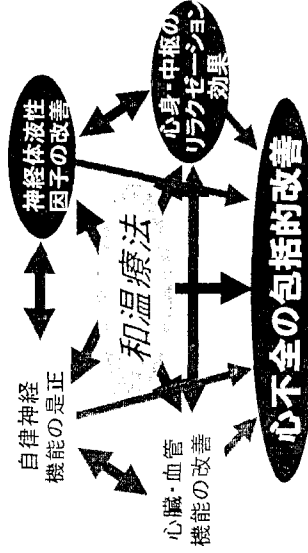 自律神経
機能の是正
神経体液性
因子の改善
和温療法
心臓・血管
機能の改善
心身・中枢の
リラクゼーション
効果
心不全の包括的改善